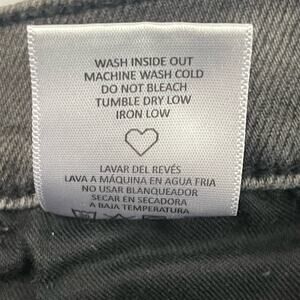 WASH INSIDE OUT
MACHINE WASH COLD
DO NOT BLEACH
TUMBLE DRY LOW
IRON LOW
LAVAR DEL REVÉS
LAVA A MÁQUINA EN AGUA FRIA
NO USAR BLANQUEADOR
SECAR EN SECADORA
A BAJA TEMPERATURA